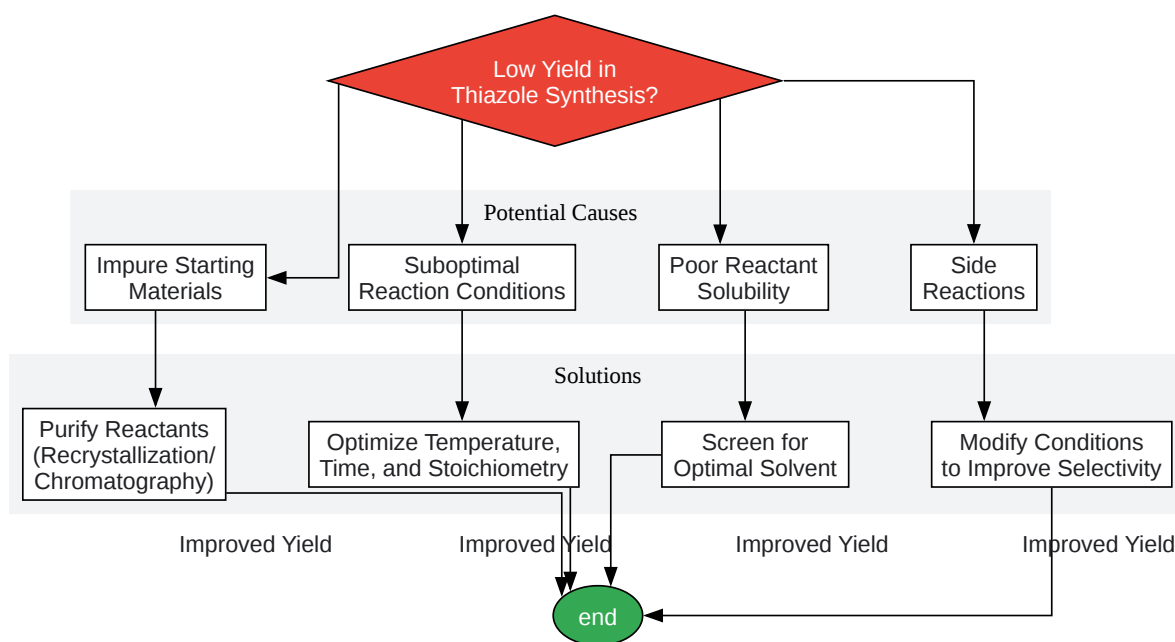 Low Yield in
Thiazole Synthesis?
Potential Causes
Impure Starting
Materials
Suboptimal
Reaction Conditions
Poor Reactant
Solubility
Side
Reactions
Solutions
Purify Reactants
(Recrystallization/
Chromatography)
Optimize Temperature,
Time, and Stoichiometry
Screen for
Optimal Solvent
Modify Conditions
to Improve Selectivity
Improved Yield
Improved Yield
Improved Yield
Improved Yield
end